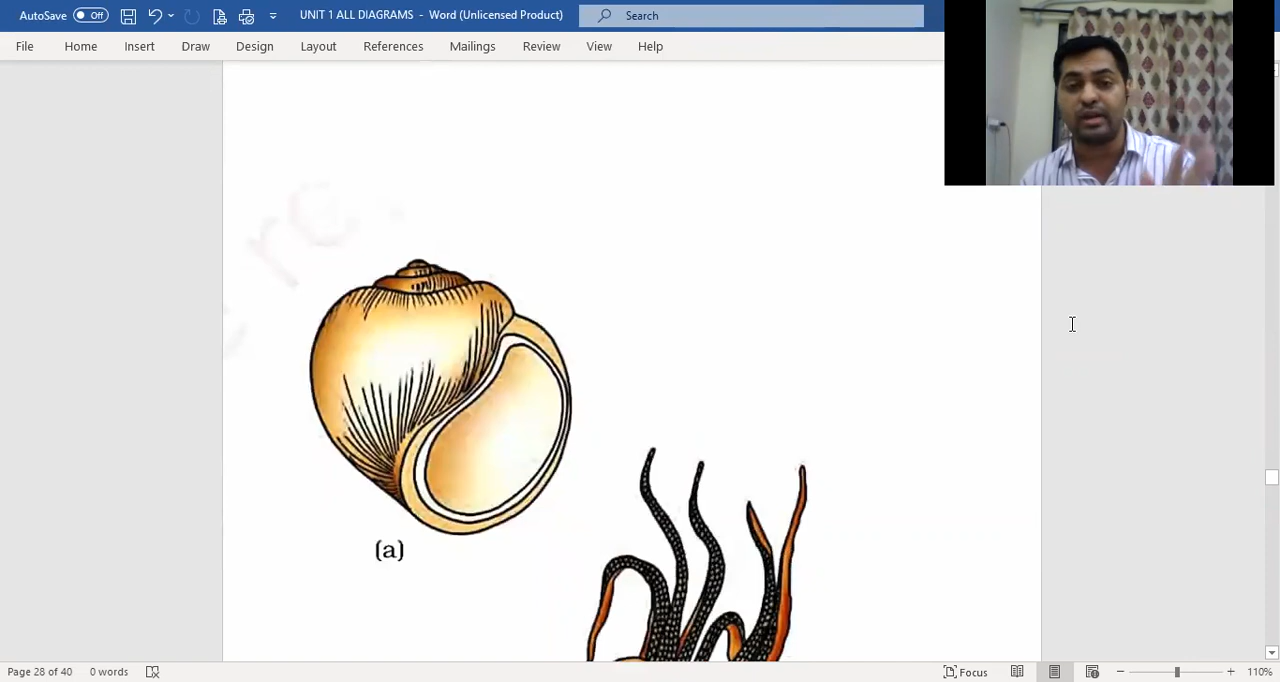 AutoSave Off UNIT 1 ALL DIAGRAMS - Word (Unlicensed Product) Search
File Home Insert Draw Design Layout References Mailings Review View Help
re
(a)
Page 28 of 40 0 words Focus 110%